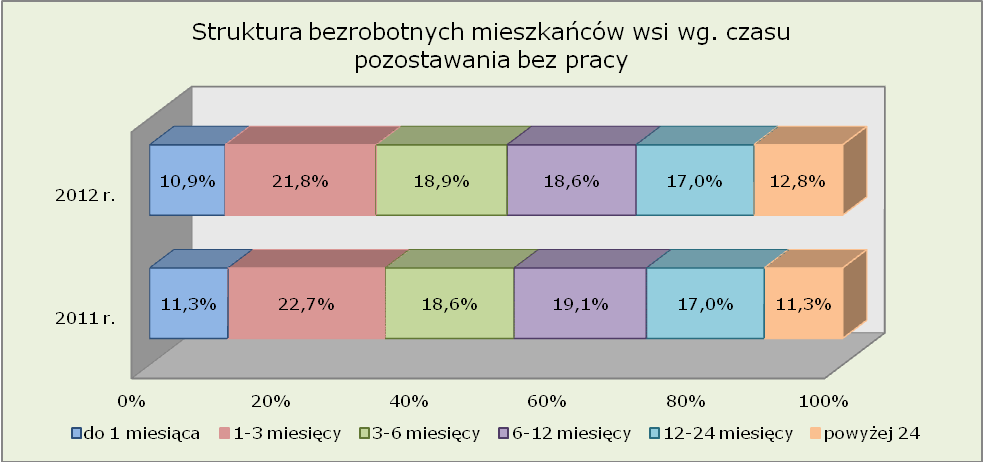 Struktura bezrobotnych mieszkańców wsi wg. czasu
pozostawania bez pracy
2012 r.
10,9% 21,8% 18,9% 18,6% 17,0% 12,8%
2011 r.
11,3% 22,7% 18,6% 19,1% 17,0% 11,3%
0% 20% 40% 60% 80% 100%
do 1 miesiąca 1-3 miesięcy 3-6 miesięcy 6-12 miesięcy 12-24 miesięcy powyżej 24